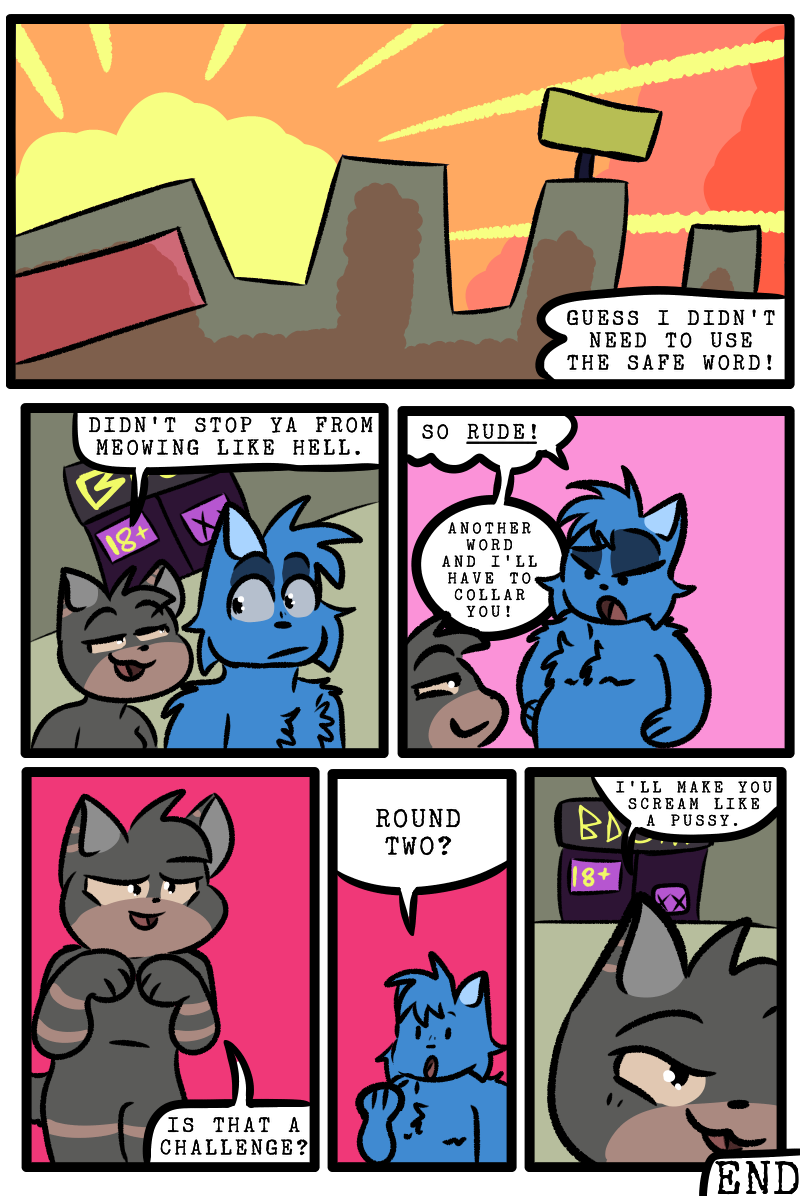 GUESS I DIDN'T
NEED TO USE
THE SAFE WORD!
DIDN'T STOP YA FROM
MEOWING LIKE HELL.
18+
SO RUDE!
ANOTHER
WORD
AND I'LL
HAVE TO
COLLAR
YOU!
IS THAT A
CHALLENGE?
ROUND
TWO?
I'LL MAKE YOU
SCREAM LIKE
A PUSSY.
18+
XX
END